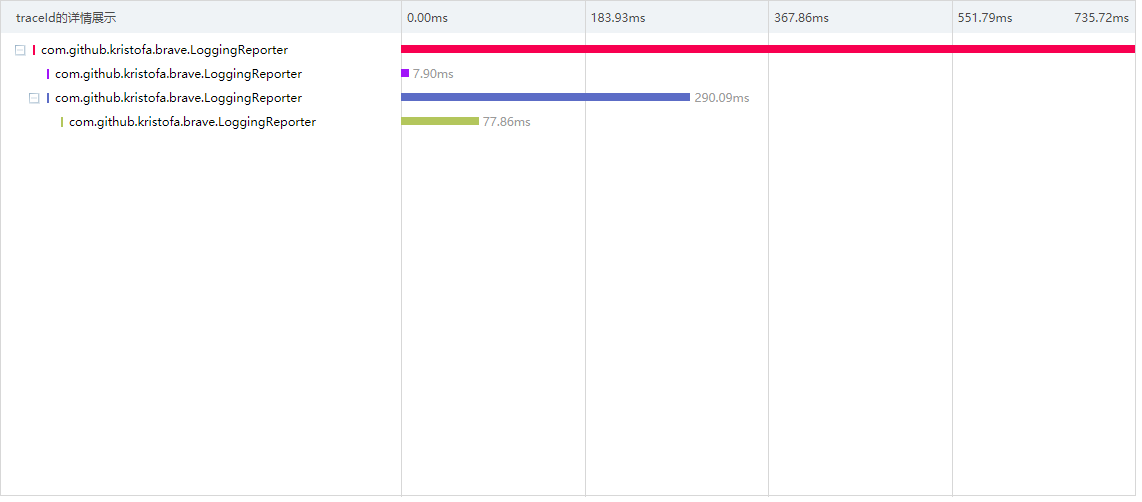 traceId的详情展示 0.00ms 183.93ms 367.86ms 551.79ms 735.72ms
com.github.kristofa.brave.LoggingReporter
com.github.kristofa.brave.LoggingReporter 7.90ms
com.github.kristofa.brave.LoggingReporter 290.09ms
com.github.kristofa.brave.LoggingReporter 77.86ms